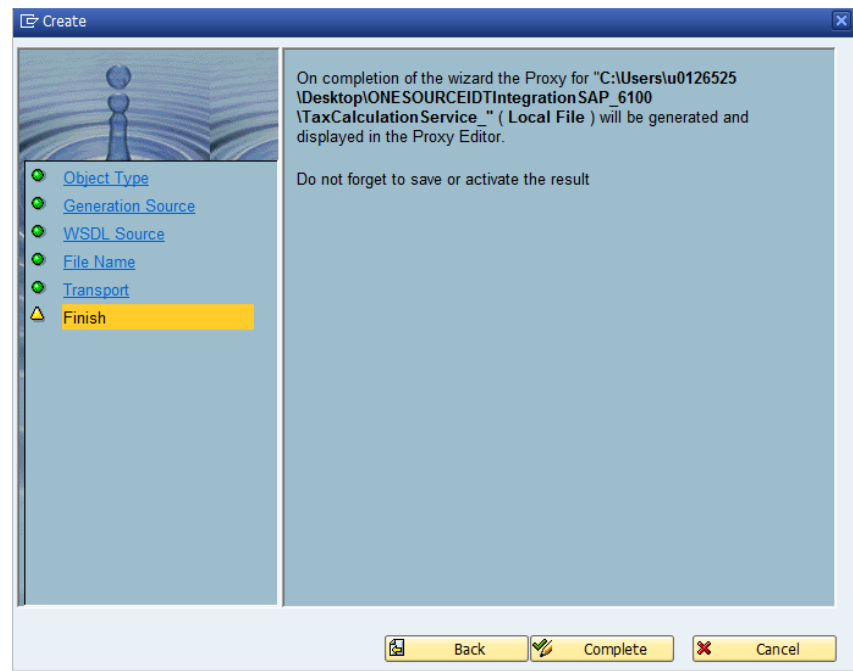 Create
On completion of the wizard the Proxy for "C:\Users\u0126525
\Desktop\ONESOURCEIDTIntegrationSAP_6100
\TaxCalculationService_" ( Local File ) will be generated and
displayed in the Proxy Editor.
Do not forget to save or activate the result
Object Type
Generation Source
WSDL Source
File Name
Transport
Finish
Back
Complete
Cancel